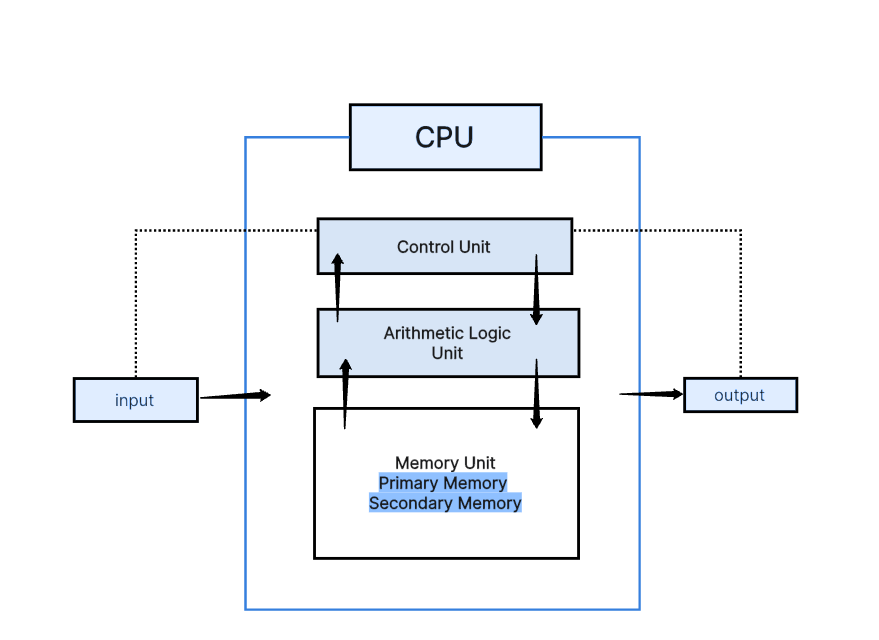 CPU
Control Unit
Arithmetic Logic
Unit
input
output
Memory Unit
Primary Memory
Secondary Memory